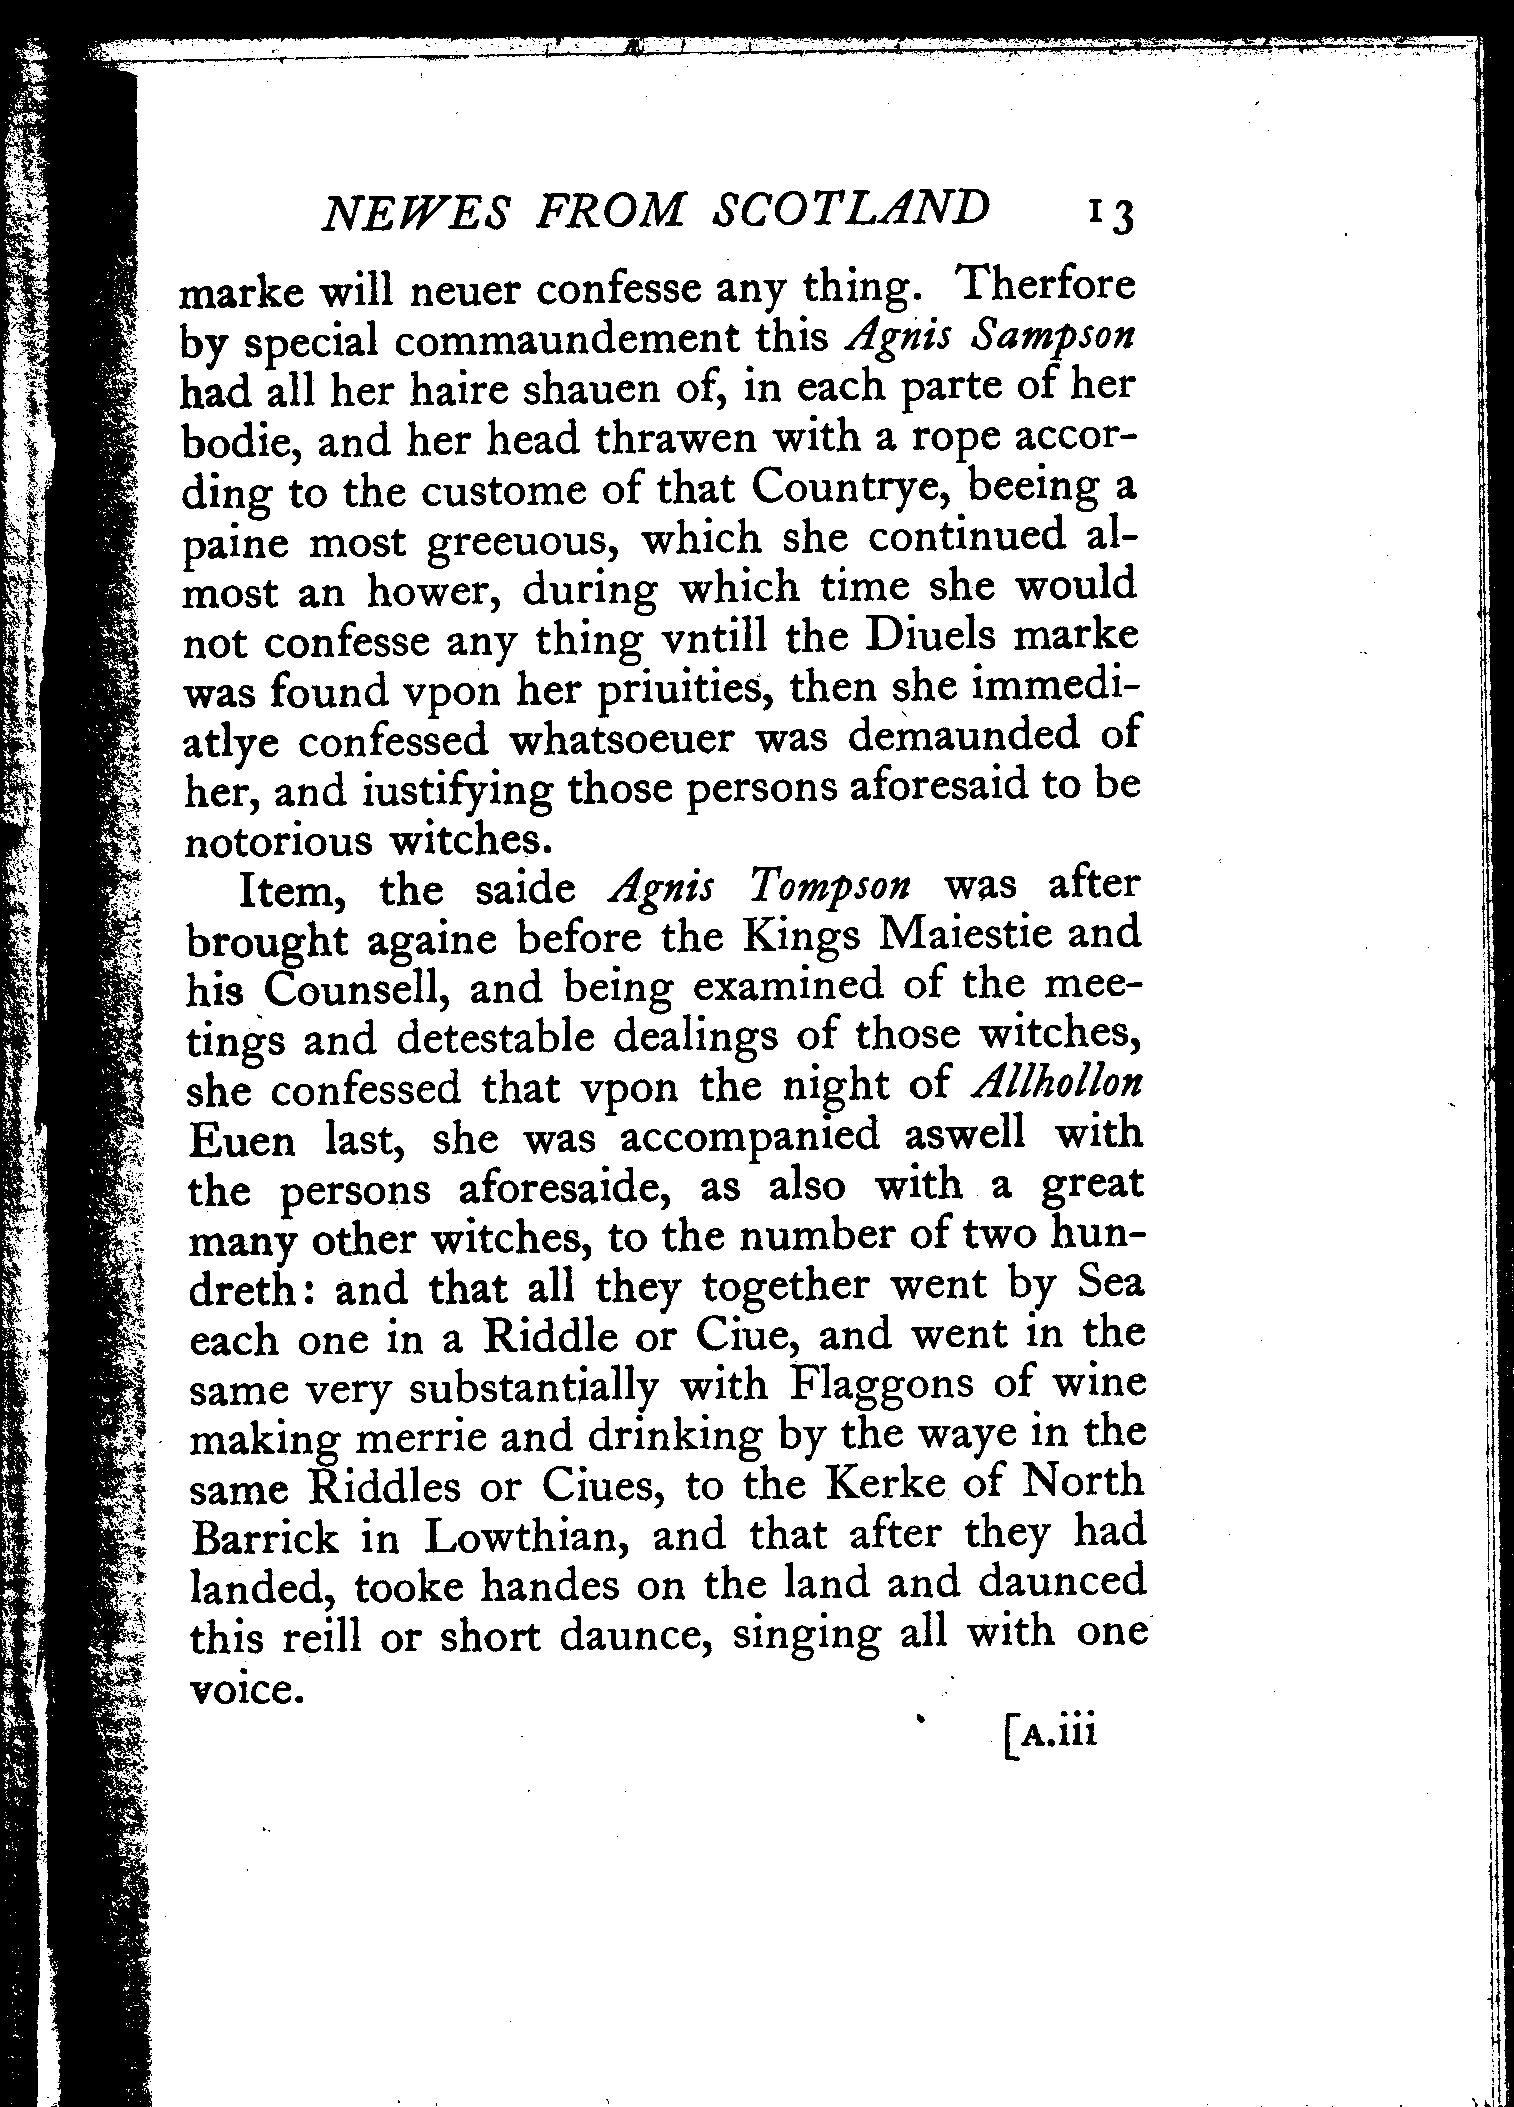 NEWES FROM SCOTLAND 13
marke will neuer confesse any thing. Therfore
by special commaundement this Agnis Sampson
had all her haire shauen of, in each parte of her
bodie, and her head thrawen with a rope accor-
ding to the custome of that Countrye, beeing a
paine most greeuous, which she continued al-
most an hower, during which time she would
not confesse any thing vntill the Diuels marke
was found vpon her priuities, then she immedi-
atlye confessed whatsoeuer was demaunded of
her, and iustifying those persons aforesaid to be
notorious witches.
Item, the saide Agnis Tompson was after
brought againe before the Kings Maiestie and
his Counsell, and being examined of the mee-
tings and detestable dealings of those witches,
she confessed that vpon the night of Allhollon
Euen last, she was accompanied aswell with
the persons aforesaide, as also with a great
many other witches, to the number of two hun-
dreth: and that all they together went by Sea
each one in a Riddle or Ciue, and went in the
same very substantially with Flaggons of wine
making merrie and drinking by the waye in the
same Riddles or Ciues, to the Kerke of North
Barrick in Lowthian, and that after they had
landed, tooke handes on the land and daunced
this reill or short daunce, singing all with one
voice.
[A.iii